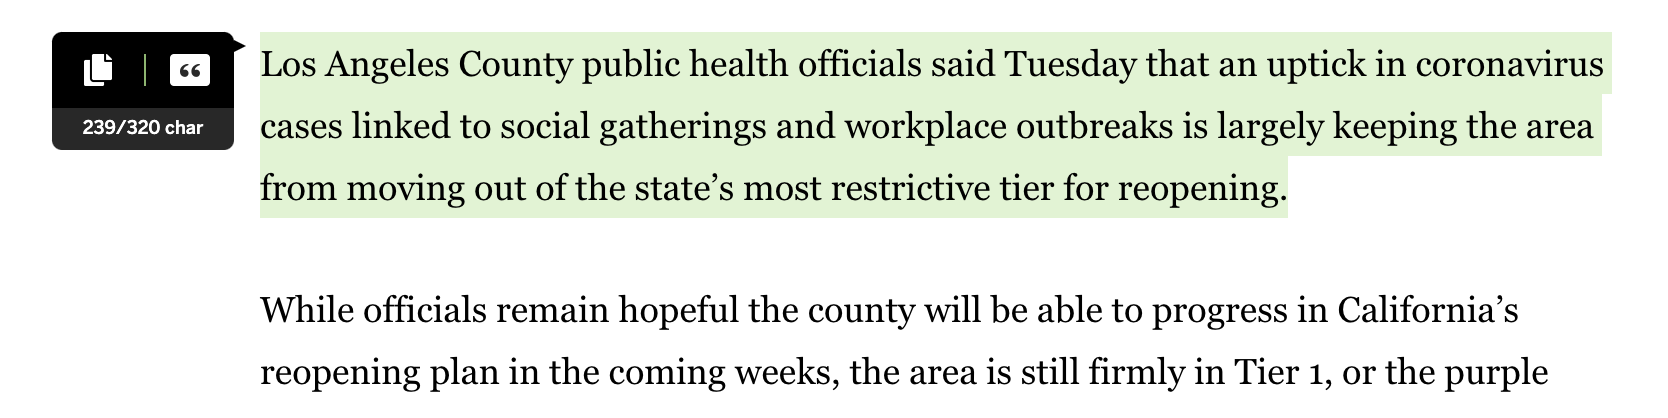 Los Angeles County public health officials said Tuesday that an uptick in coronavirus
cases linked to social gatherings and workplace outbreaks is largely keeping the area
from moving out of the state’s most restrictive tier for reopening.
239/320 char
While officials remain hopeful the county will be able to progress in California’s
reopening plan in the coming weeks, the area is still firmly in Tier 1, or the purple